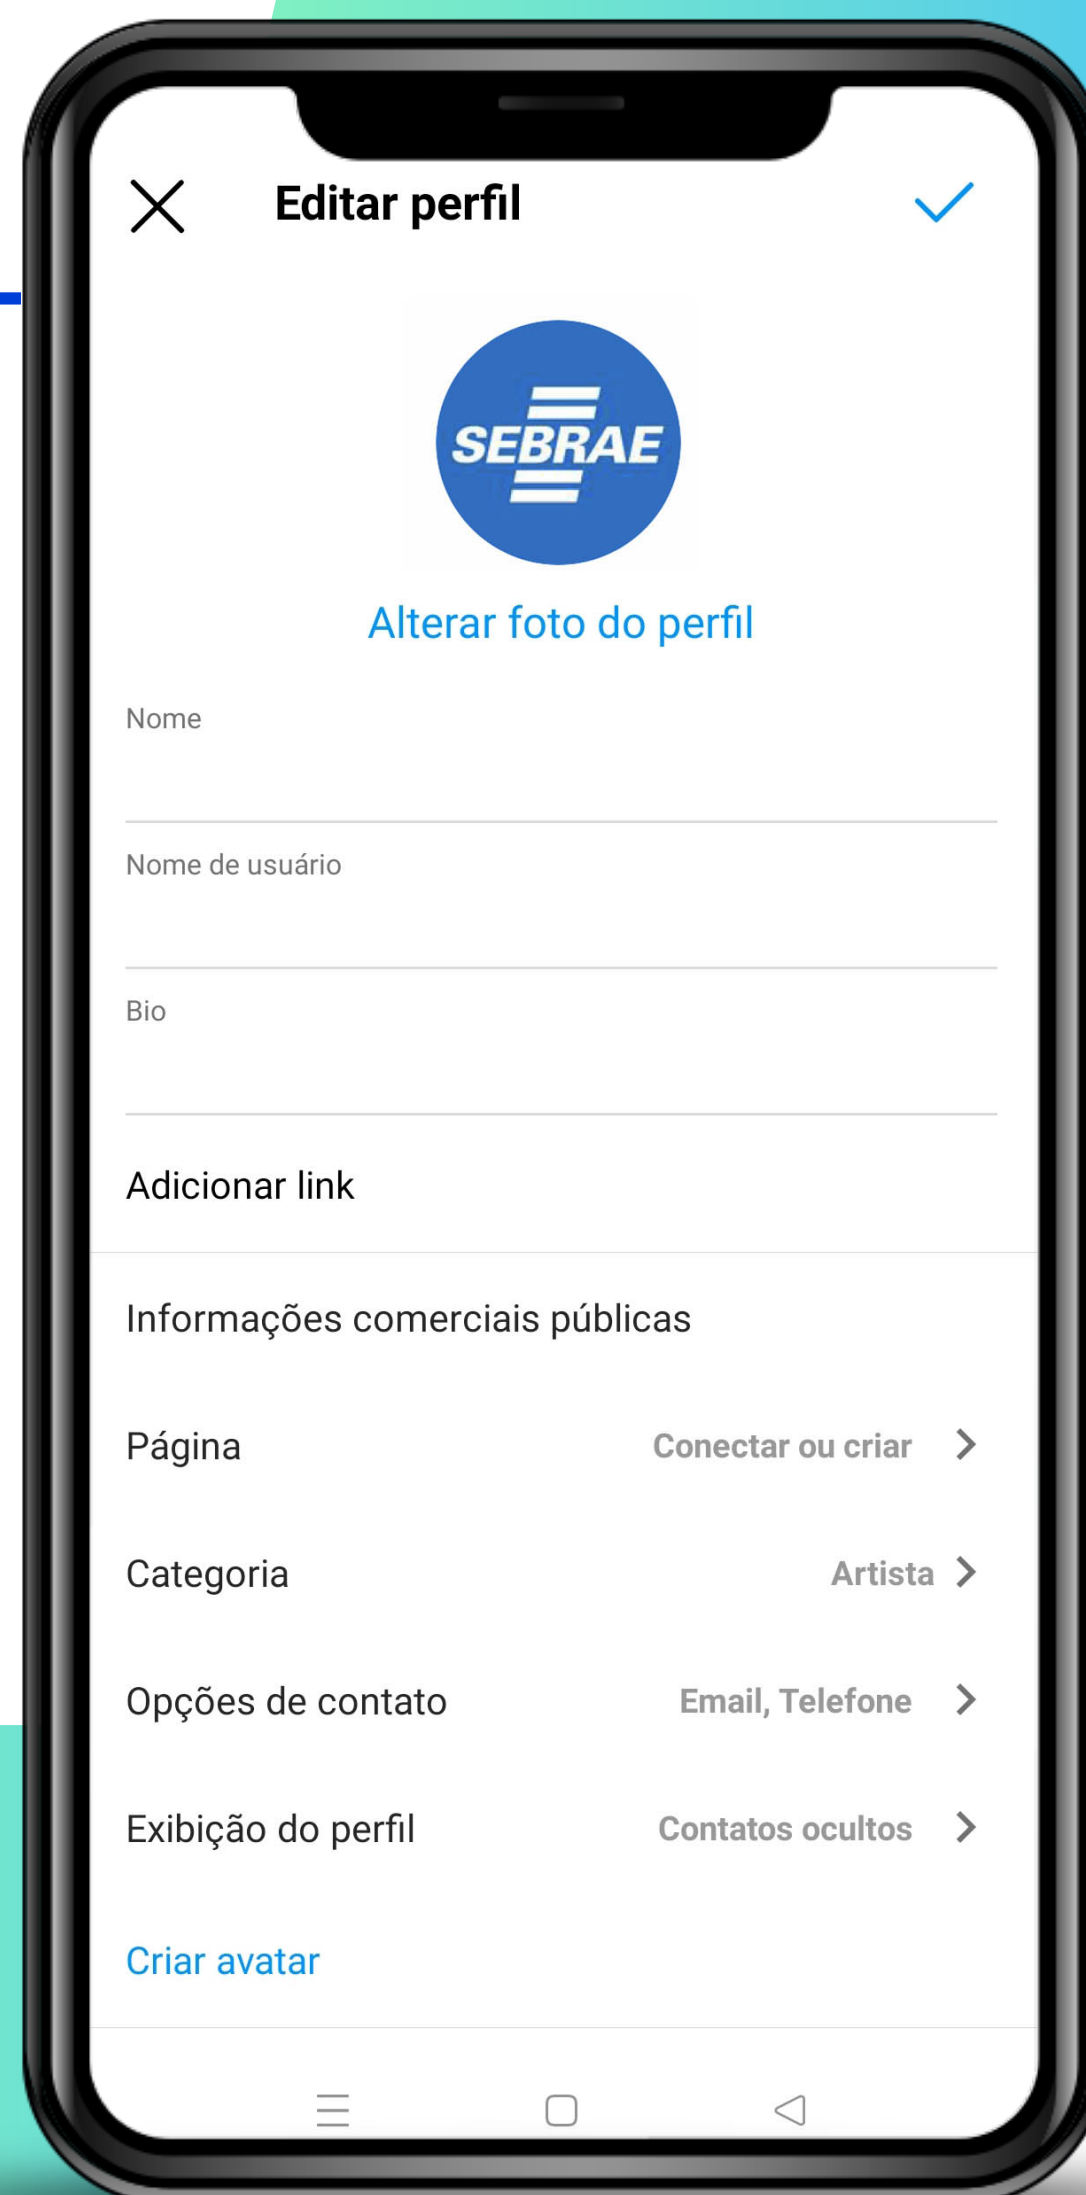 Editar perfil
SEBRAE
Alterar foto do perfil
Nome
Nome de usuário
Bio
Adicionar link
Informações comerciais públicas
Página Conectar ou criar
Categoria Artista
Opções de contato Email, Telefone
Exibição do perfil Contatos ocultos
Criar avatar